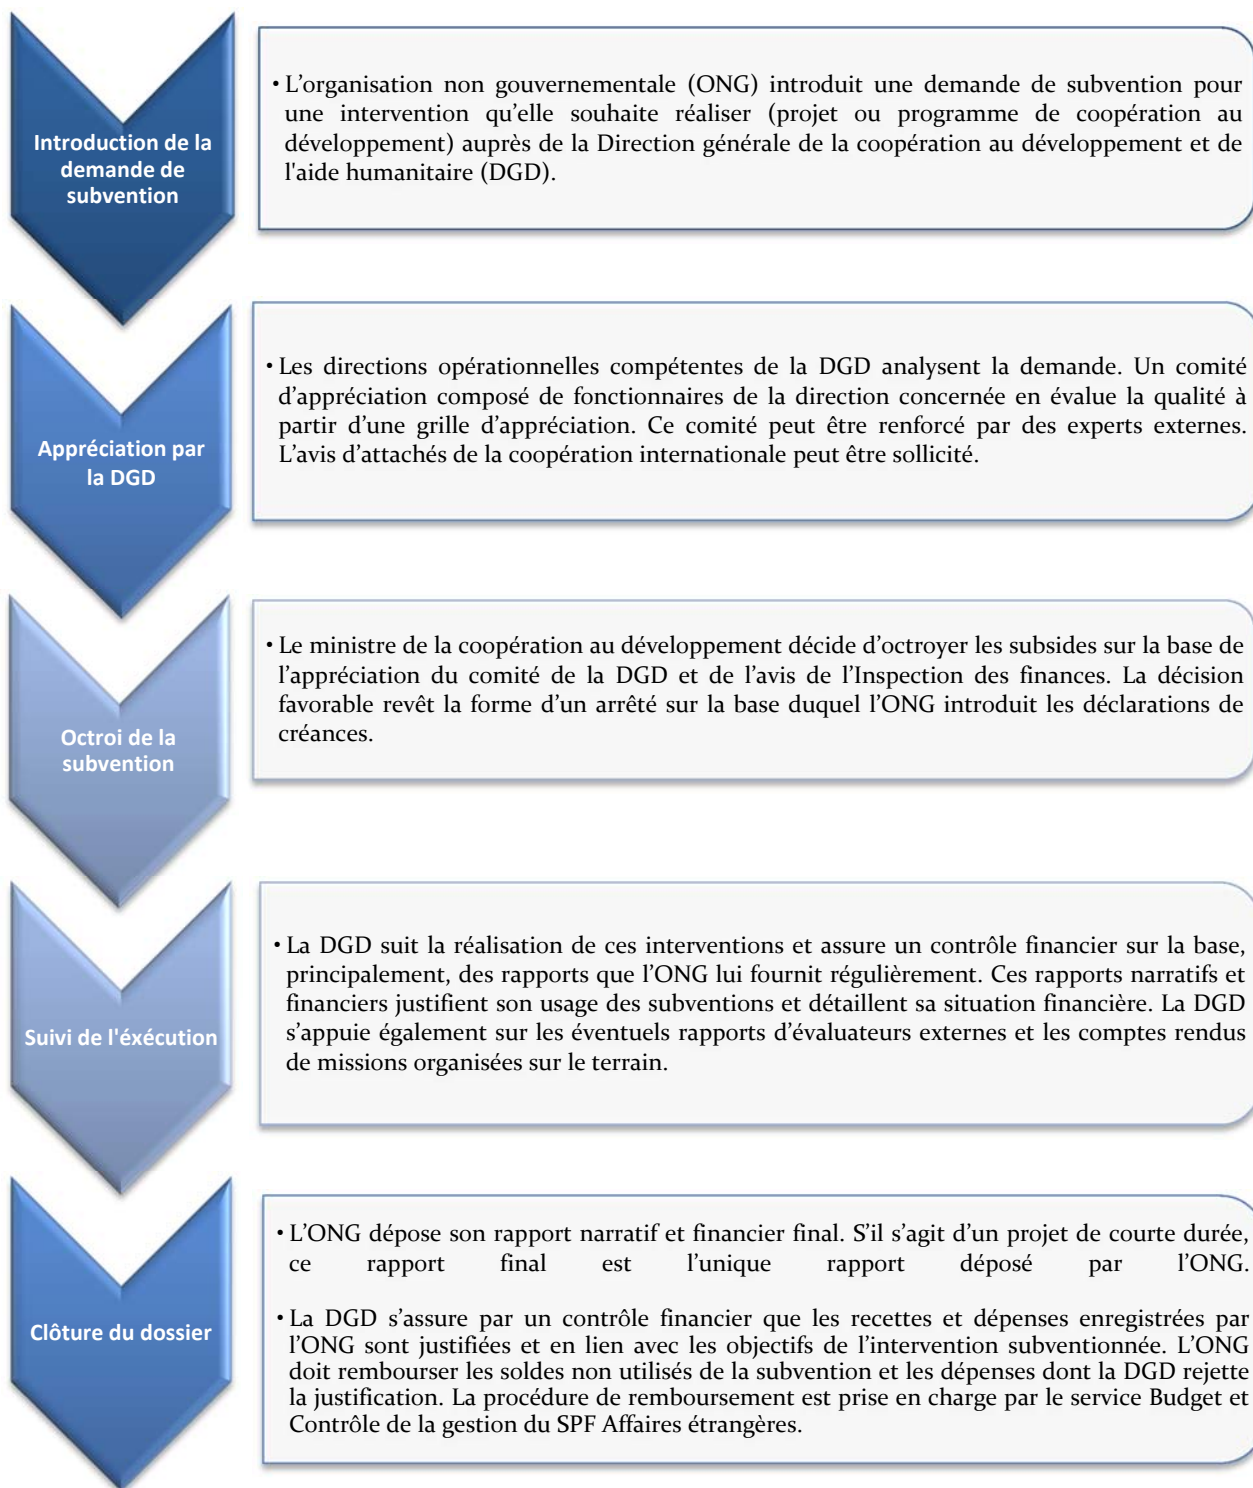 Introduction de la
demande de
subvention
• L'organisation non gouvernementale (ONG) introduit une demande de subvention pour
une intervention qu'elle souhaite réaliser (projet ou programme de coopération au
développement) auprès de la Direction générale de la coopération au développement et de
l'aide humanitaire (DGD).
Appréciation par
la DGD
• Les directions opérationnelles compétentes de la DGD analysent la demande. Un comité
d'appréciation composé de fonctionnaires de la direction concernée en évalue la qualité à
partir d'une grille d'appréciation. Ce comité peut être renforcé par des experts externes.
L'avis d'attachés de la coopération internationale peut être sollicité.
Octroi de la
subvention
• Le ministre de la coopération au développement décide d'octroyer les subsides sur la base de
l'appréciation du comité de la DGD et de l'avis de l'Inspection des finances. La décision
favorable revêt la forme d'un arrêté sur la base duquel l'ONG introduit les déclarations de
créances.
Suivi de l'éxécution
• La DGD suit la réalisation de ces interventions et assure un contrôle financier sur la base,
principalement, des rapports que l'ONG lui fournit régulièrement. Ces rapports narratifs et
financiers justifient son usage des subventions et détaillent sa situation financière. La DGD
s'appuie également sur les éventuels rapports d'évaluateurs externes et les comptes rendus
de missions organisées sur le terrain.
Clôture du dossier
• L'ONG dépose son rapport narratif et financier final. S'il s'agit d'un projet de courte durée,
ce rapport final est l'unique rapport déposé par l'ONG.
• La DGD s'assure par un contrôle financier que les recettes et dépenses enregistrées par
l'ONG sont justifiées et en lien avec les objectifs de l'intervention subventionnée. L'ONG
doit rembourser les soldes non utilisés de la subvention et les dépenses dont la DGD rejette
la justification. La procédure de remboursement est prise en charge par le service Budget et
Contrôle de la gestion du SPF Affaires étrangères.